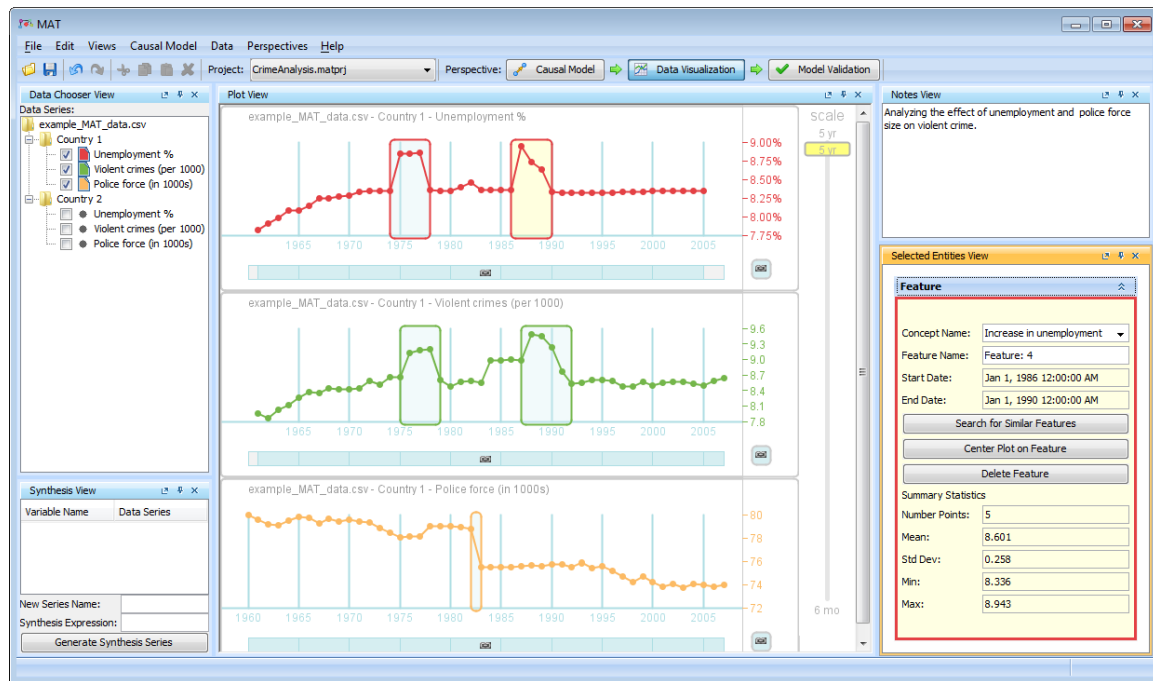 MAT
File Edit Views Causal Model Data Perspectives Help
Project: CrimeAnalysis.matprj Perspective: Causal Model Data Visualization Model Validation
Data Chooser View
Data Series:
example_MAT_data.csv
Country 1
Unemployment %
Violent crimes (per 1000)
Police force (in 1000s)
Country 2
Unemployment %
Violent crimes (per 1000)
Police force (in 1000s)
Synthesis View
Variable Name Data Series
New Series Name:
Synthesis Expression:
Generate Synthesis Series
Plot View
example_MAT_data.csv - Country 1 - Unemployment %
9.00%
8.75%
8.50%
8.25%
8.00%
7.75%
1965 1970 1975 1980 1985 1990 1995 2000 2005
example_MAT_data.csv - Country 1 - Violent crimes (per 1000)
9.6
9.3
9.0
8.7
8.4
8.1
7.8
1965 1970 1975 1980 1985 1990 1995 2000 2005
example_MAT_data.csv - Country 1 - Police force (in 1000s)
80
78
76
74
72
1960 1965 1970 1975 1980 1985 1990 1995 2000 2005
scale
5 yr
5 yr
6 mo
Notes View
Analyzing the effect of unemployment and police force
size on violent crime.
Selected Entities View
Feature
Concept Name: Increase in unemployment
Feature Name: Feature: 4
Start Date: Jan 1, 1986 12:00:00 AM
End Date: Jan 1, 1990 12:00:00 AM
Search for Similar Features
Center Plot on Feature
Delete Feature
Summary Statistics
Number Points: 5
Mean: 8.601
Std Dev: 0.258
Min: 8.336
Max: 8.943